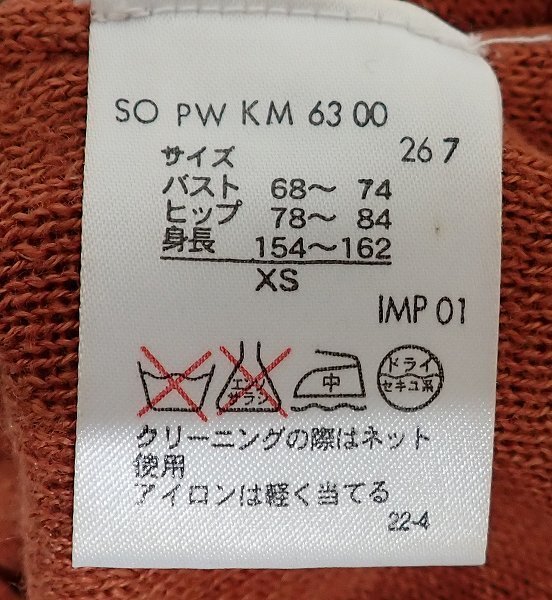 SO PW KM 63 00
サイズ 26 7
バスト 68～ 74
ヒップ 78～ 84
身長 154～162
XS
IMP 01
エンソ サラシ 中 ドライ セキユ系
クリーニングの際はネット
使用
アイロンは軽く当てる
22-4